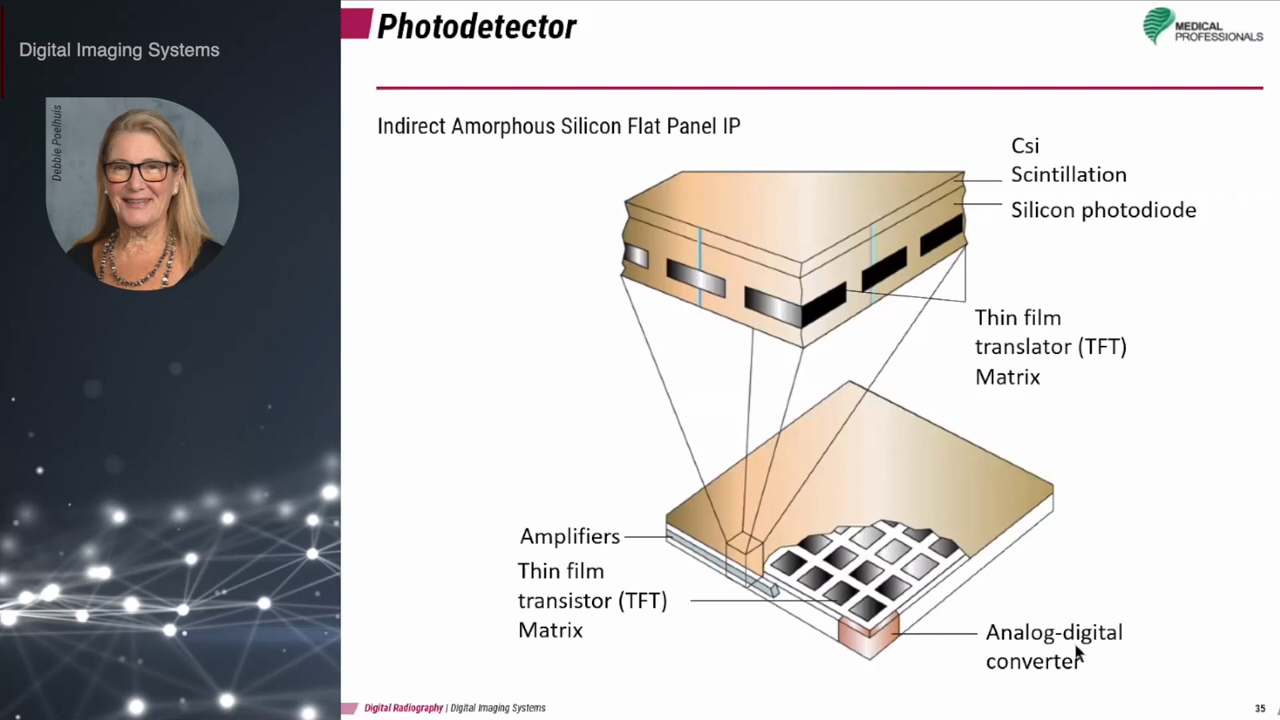 Digital Imaging Systems
Debbie Poelhuis
Photodetector
MEDICAL
PROFESSIONALS
Indirect Amorphous Silicon Flat Panel IP
Csi
Scintillation
Silicon photodiode
Thin film
translator (TFT)
Matrix
Amplifiers
Thin film
transistor (TFT)
Matrix
Analog-digital
converter
Digital Radiography | Digital Imaging Systems
35